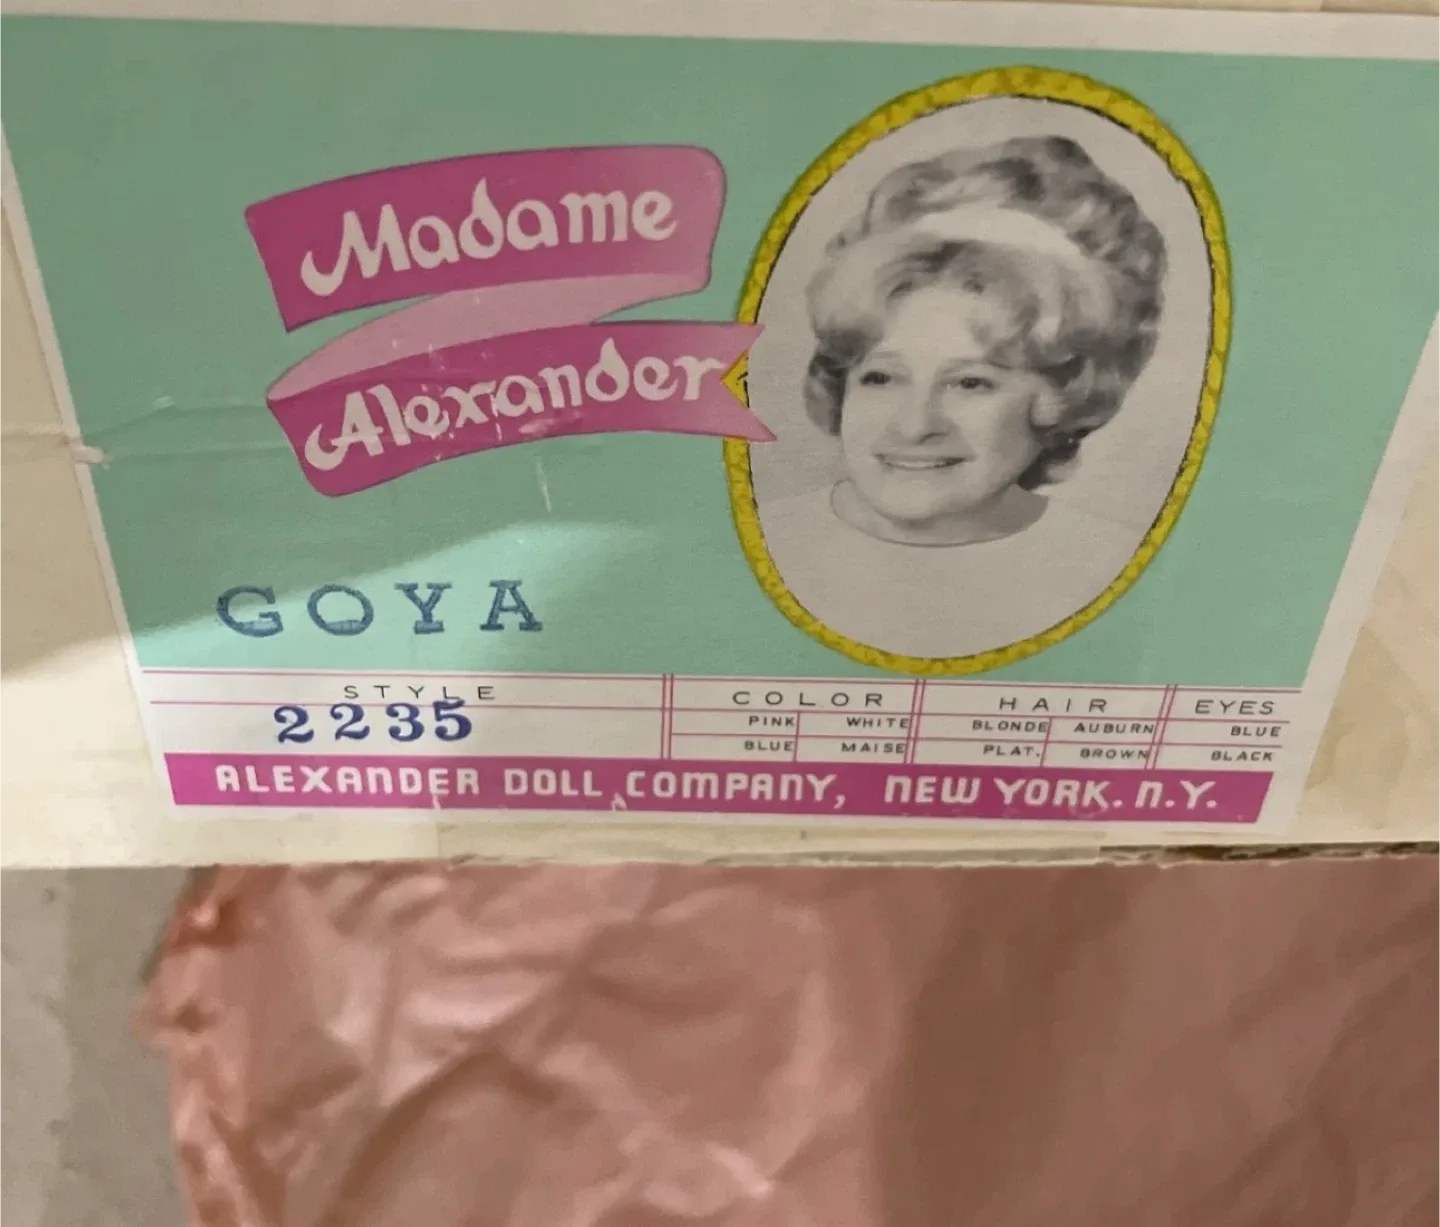 Madame
Alexander
GOYA
STYLE
2235
COLOR
PINK WHITE
BLUE MAISE
HAIR
BLONDE AUBURN
PLAT. BROWN
EYES
BLUE
BLACK
ALEXANDER DOLL COMPANY, NEW YORK. N.Y.